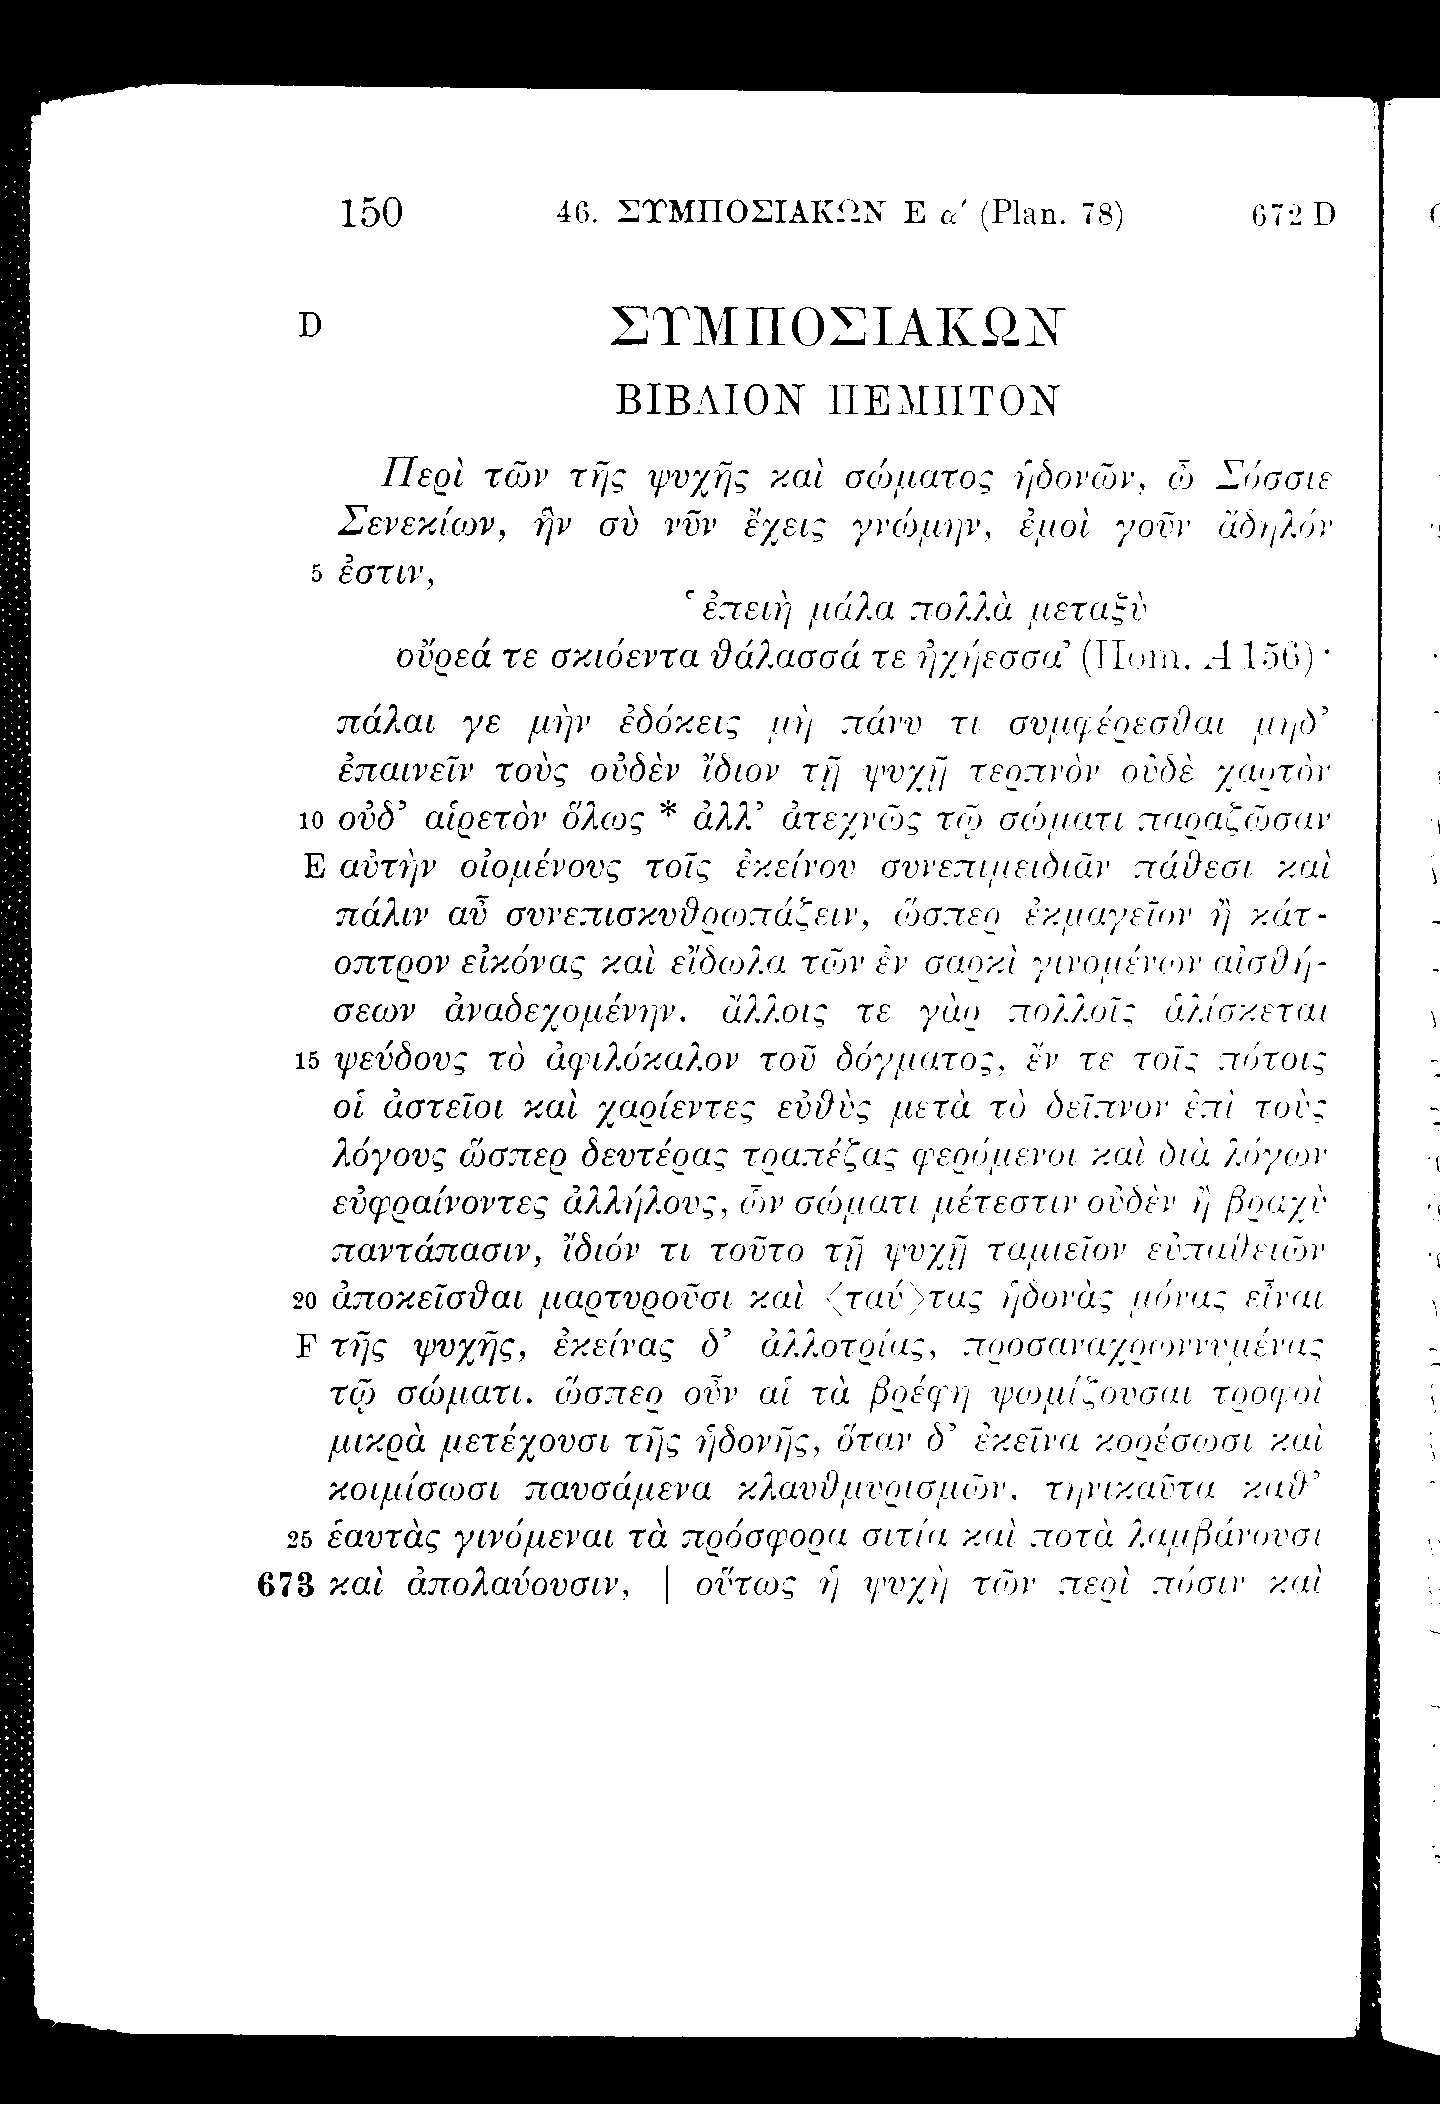 150 46. ΣΥΜΠΟΣΙΑΚΩΝ Ε α′ (Plan. 78) 672 D
D ΣΥΜΠΟΣΙΑΚΩΝ
ΒΙΒΛΙΟΝ ΠΕΜΠΤΟΝ
Περὶ τῶν τῆς ψυχῆς καὶ σώματος ἡδονῶν, ὦ Σόσσιε
Σενεκίων, ἣν σὺ νῦν ἔχεις γνώμην, ἐμοὶ γοῦν ἄδηλόν
5 ἐστιν,
‘ἐπειὴ μάλα πολλὰ μεταξὺ
οὔρεά τε σκιόεντα θάλασσά τε ἠχήεσσα’ (Hom. Α 156)·
πάλαι γε μὴν ἐδόκεις μὴ πάνυ τι συμφέρεσθαι μηδ’
ἐπαινεῖν τοὺς οὐδὲν ἴδιον τῇ ψυχῇ τερπνὸν οὐδὲ χαρτὸν
10 οὐδ’ αἱρετὸν ὅλως * ἀλλ’ ἀτεχνῶς τῷ σώματι παραζῶσαν
E αὐτὴν οἰομένους τοῖς ἐκείνου συνεπιμειδιᾶν πάθεσι καὶ
πάλιν αὖ συνεπισκυθρωπάζειν, ὥσπερ ἐκμαγεῖον ἢ κάτ-
οπτρον εἰκόνας καὶ εἴδωλα τῶν ἐν σαρκὶ γινομένων αἰσθή-
σεων ἀναδεχομένην. ἄλλοις τε γὰρ πολλοῖς ἁλίσκεται
15 ψεύδους τὸ ἀφιλόκαλον τοῦ δόγματος, ἔν τε τοῖς πότοις
οἱ ἀστεῖοι καὶ χαρίεντες εὐθὺς μετὰ τὸ δεῖπνον ἐπὶ τοὺς
λόγους ὥσπερ δευτέρας τραπέζας φερόμενοι καὶ διὰ λόγων
εὐφραίνοντες ἀλλήλους, ὧν σώματι μέτεστιν οὐδὲν ἢ βραχὺ
παντάπασιν, ἴδιόν τι τοῦτο τῇ ψυχῇ ταμιεῖον εὐπαθειῶν
20 ἀποκεῖσθαι μαρτυροῦσι καὶ ⟨ταύ⟩τας ἡδονὰς μόνας εἶναι
F τῆς ψυχῆς, ἐκείνας δ’ ἀλλοτρίας, προσαναχρωννυμένας
τῷ σώματι. ὥσπερ οὖν αἱ τὰ βρέφη ψωμίζουσαι τροφοὶ
μικρὰ μετέχουσι τῆς ἡδονῆς, ὅταν δ’ ἐκεῖνα κορέσωσι καὶ
κοιμίσωσι παυσάμενα κλαυθμυρισμῶν, τηνικαῦτα καθ’
25 ἑαυτὰς γινόμεναι τὰ πρόσφορα σιτία καὶ ποτὰ λαμβάνουσι
673 καὶ ἀπολαύουσιν, | οὕτως ἡ ψυχὴ τῶν περὶ πόσιν καὶ